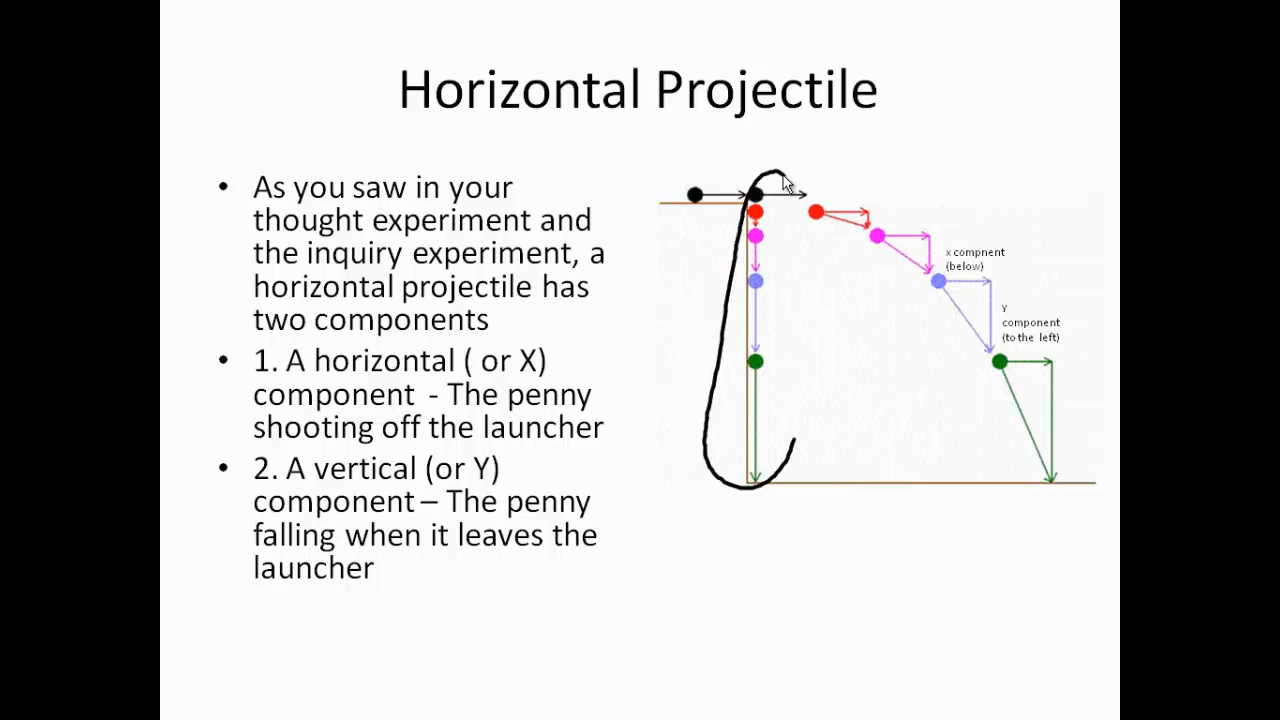 Horizontal Projectile
• As you saw in your
thought experiment and
the inquiry experiment, a
horizontal projectile has
two components
• 1. A horizontal ( or X)
component - The penny
shooting off the launcher
• 2. A vertical (or Y)
component – The penny
falling when it leaves the
launcher
x compnent
(below)
Y
component
(to the left)